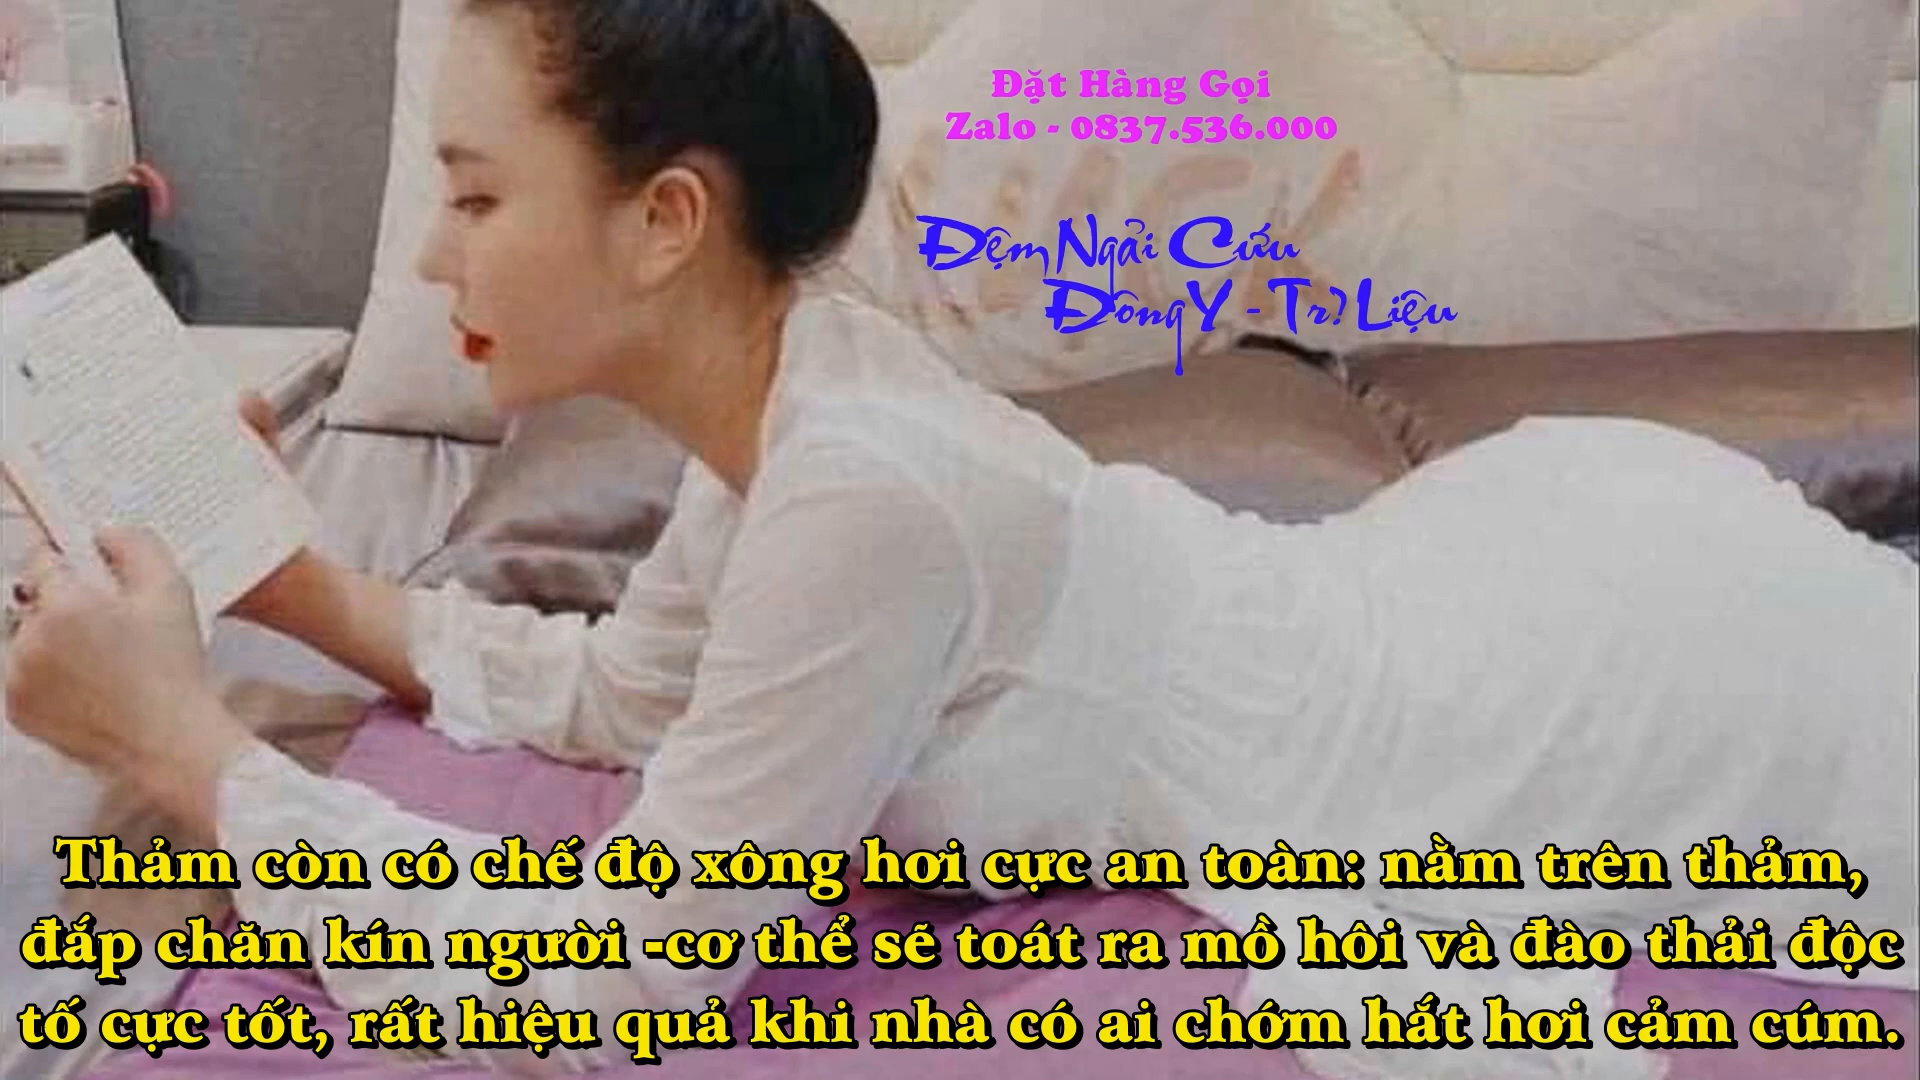 Đặt Hàng Gọi
Zalo - 0837.536.000
Đệm Ngải Cứu
Đông Y - Tr? Liệu
Thảm còn có chế độ xông hơi cực an toàn: nằm trên thảm,
đắp chăn kín người -cơ thể sẽ toát ra mồ hôi và đào thải độc
tố cực tốt, rất hiệu quả khi nhà có ai chớm hắt hơi cảm cúm.